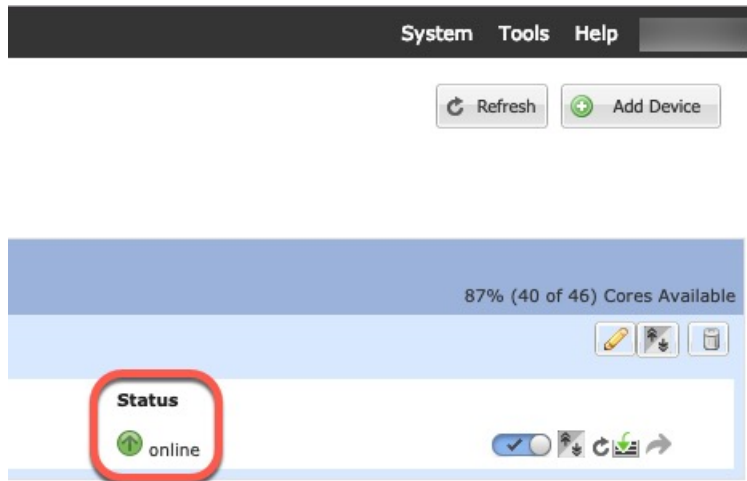 System Tools Help
Refresh Add Device
87% (40 of 46) Cores Available
Status
online